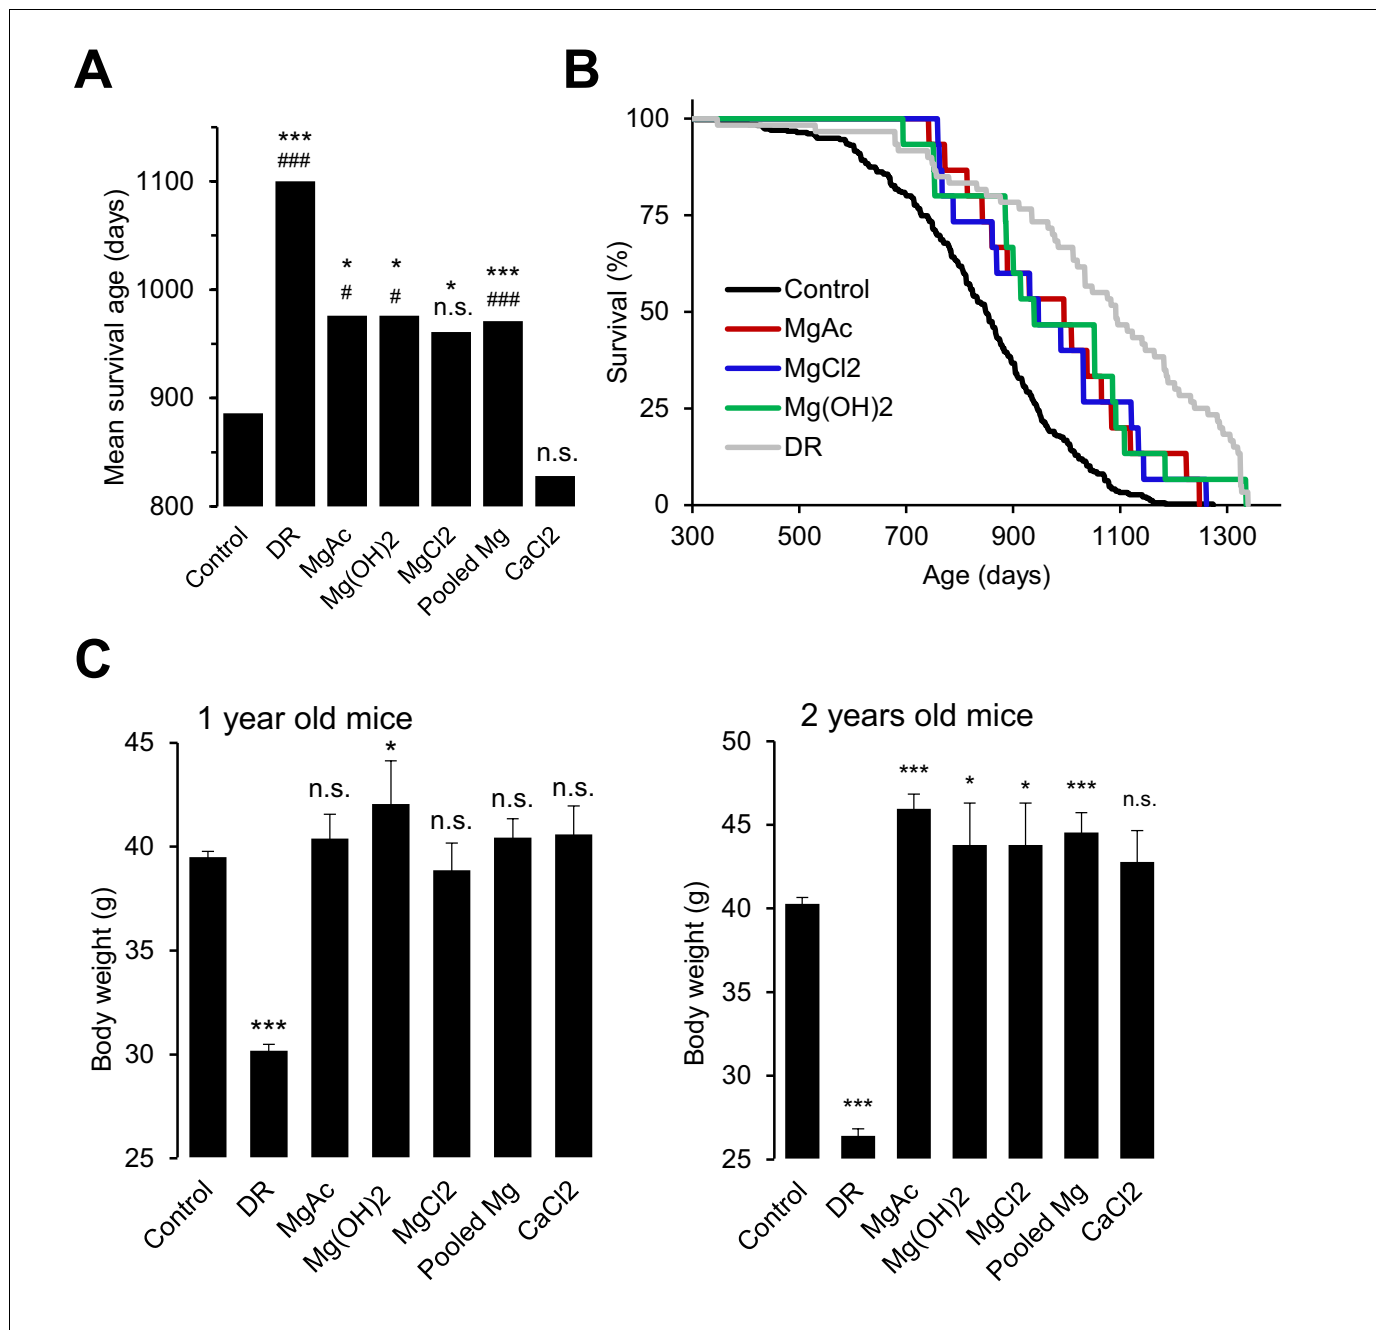 A
Mean survival age (days)
1100
1000
900
800
***
###
*
#
*
#
*
n.s.
***
###
n.s.
Control
DR
MgAc
Mg(OH)2
MgCl2
Pooled Mg
CaCl2
B
Survival (%)
100
75
50
25
0
Control
MgAc
MgCl2
Mg(OH)2
DR
300
500
700
900
1100
1300
Age (days)
C
1 year old mice
Body weight (g)
45
40
35
30
25
***
n.s.
*
n.s.
n.s.
n.s.
Control
DR
MgAc
Mg(OH)2
MgCl2
Pooled Mg
CaCl2
2 years old mice
Body weight (g)
50
45
40
35
30
25
***
***
*
*
***
n.s.
Control
DR
MgAc
Mg(OH)2
MgCl2
Pooled Mg
CaCl2